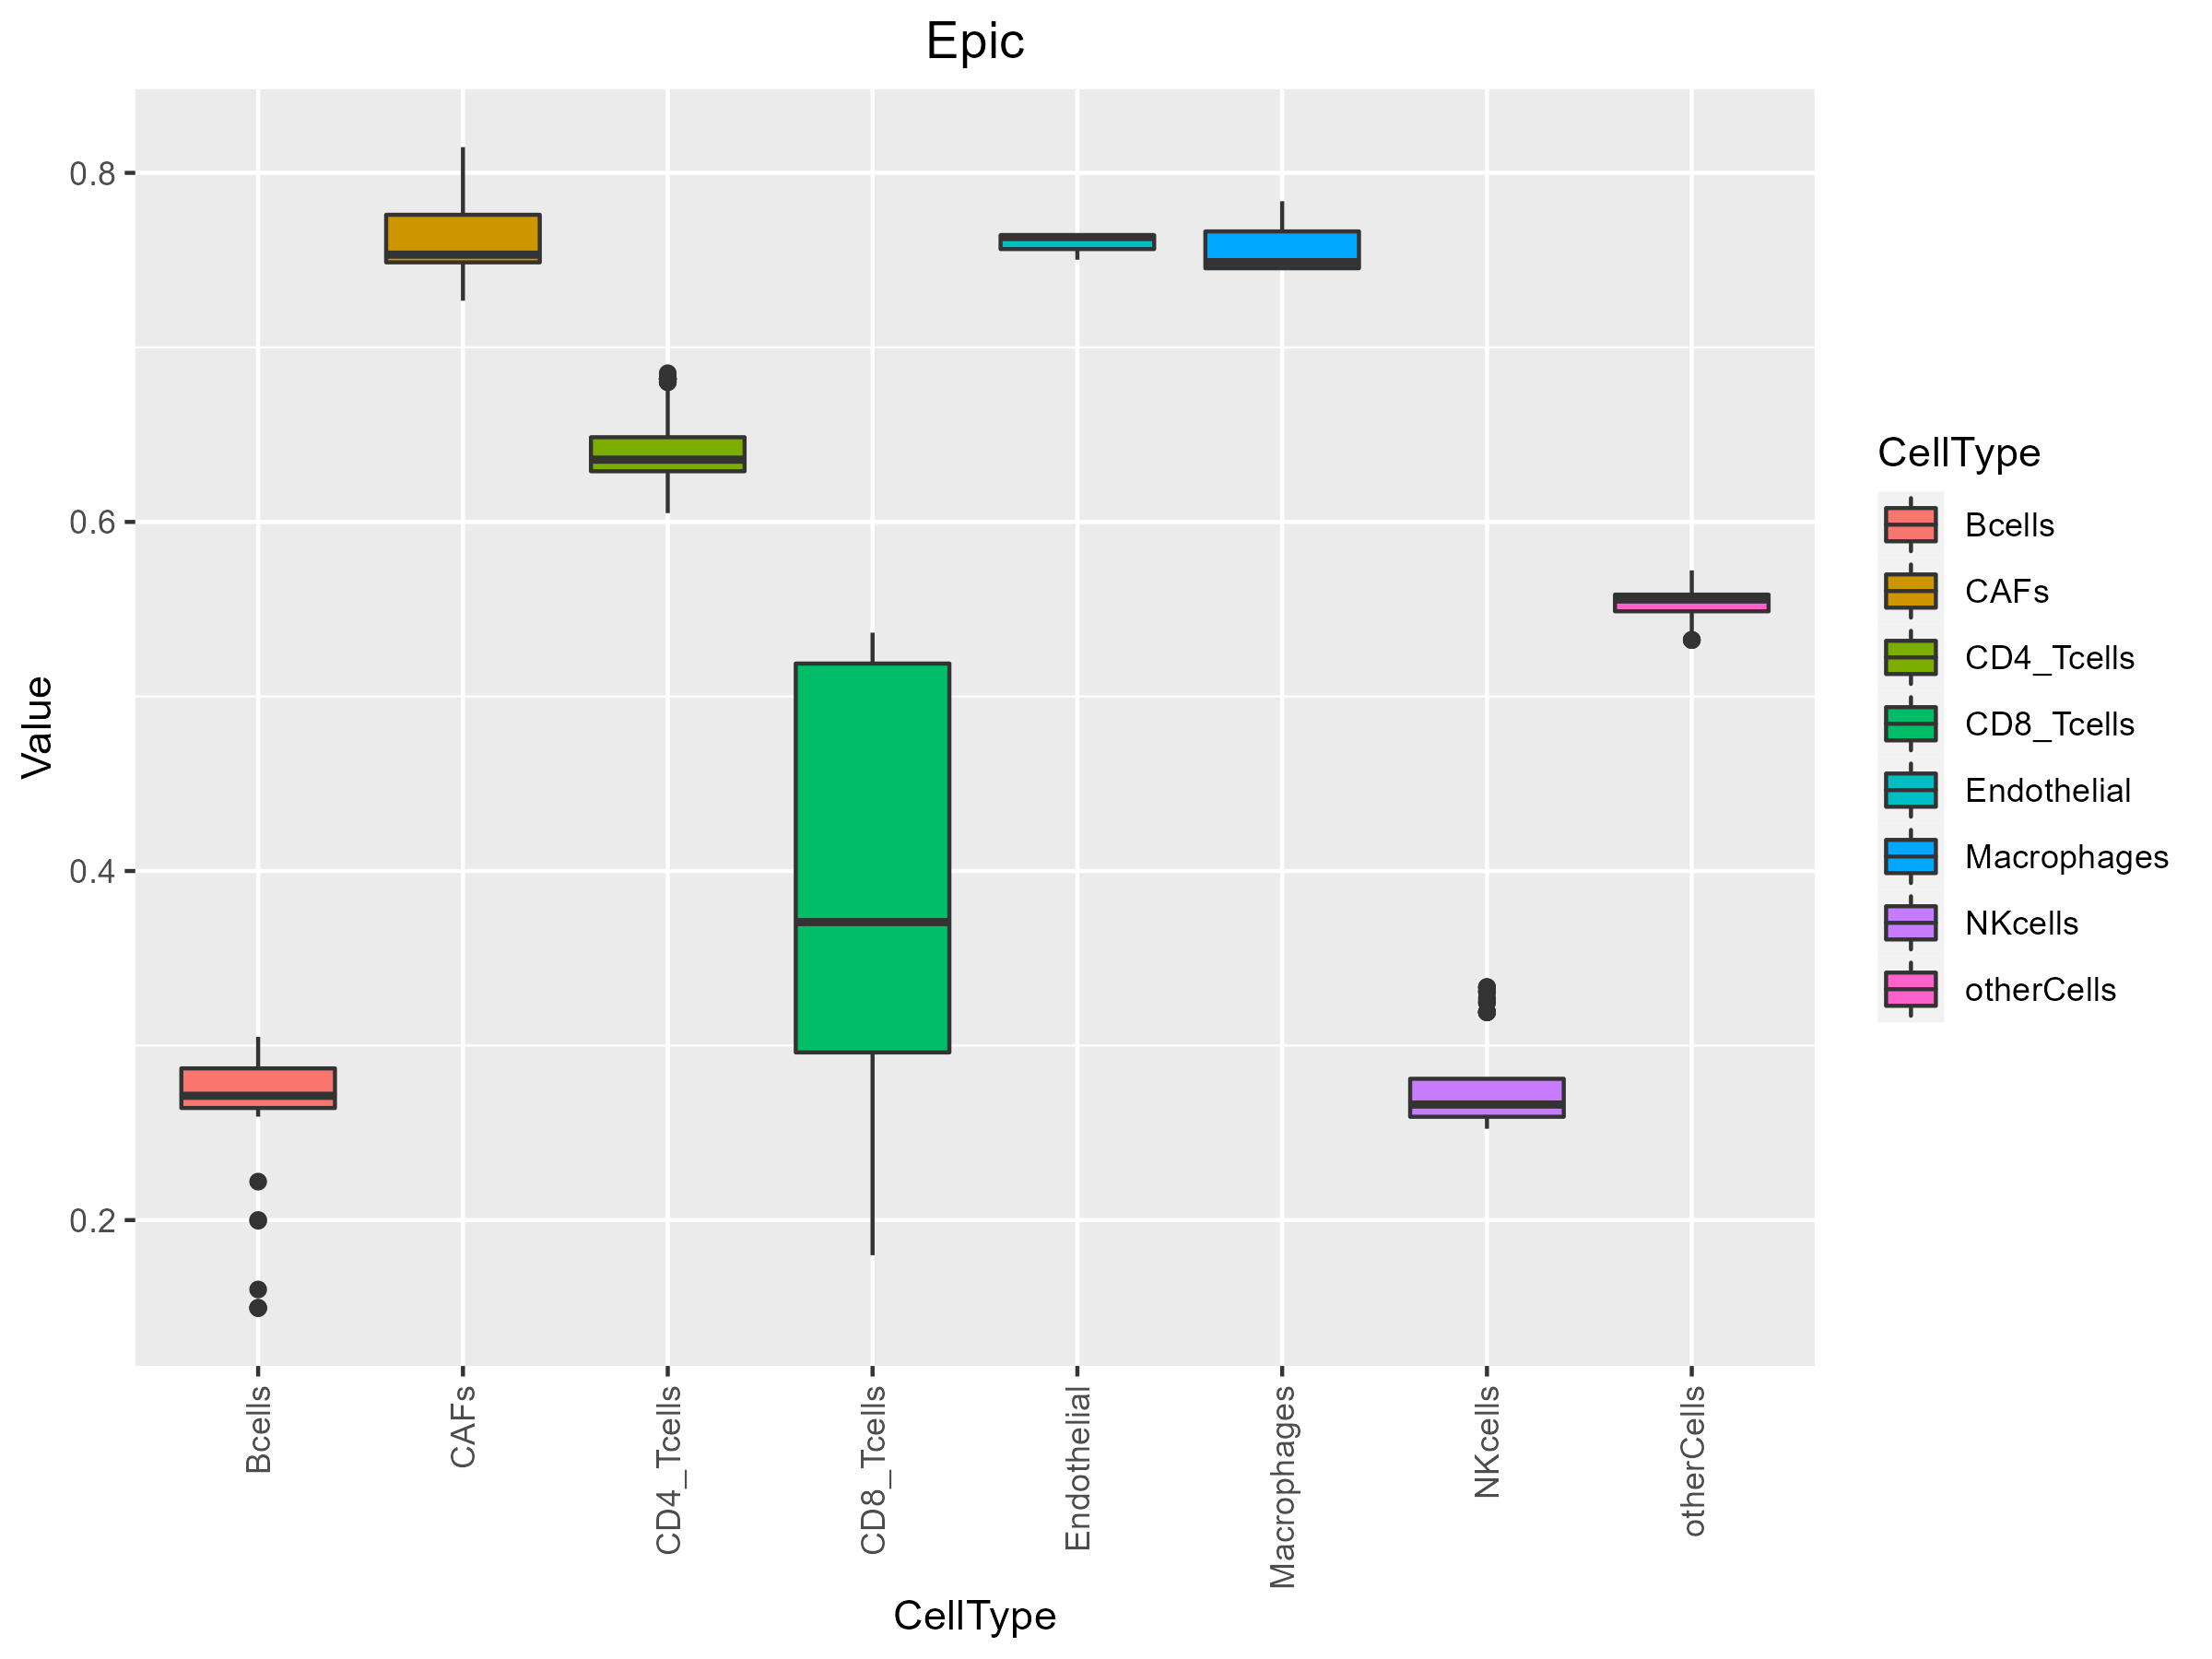 Epic
Value
0.8
0.6
0.4
0.2
Bcells
CAFs
CD4_Tcells
CD8_Tcells
Endothelial
Macrophages
NKcells
otherCells
CellType
CellType
Bcells
CAFs
CD4_Tcells
CD8_Tcells
Endothelial
Macrophages
NKcells
otherCells